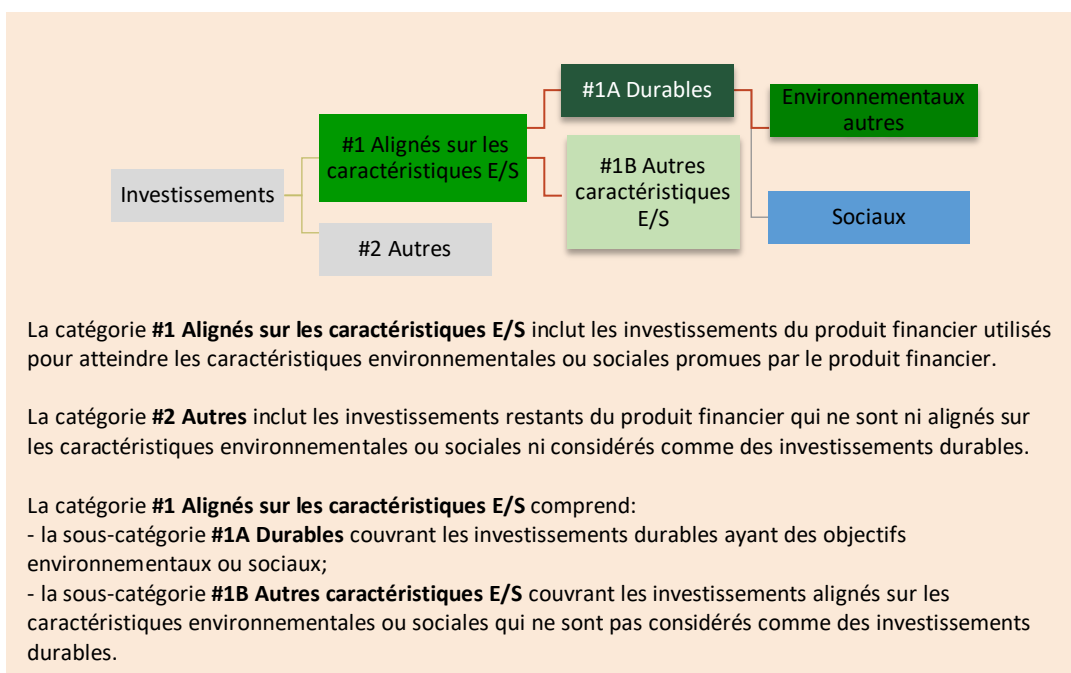 #1A Durables
Environnementaux
autres
#1 Alignés sur les
caractéristiques E/S
#1B Autres
caractéristiques
E/S
Investissements
Sociaux
#2 Autres
La catégorie #1 Alignés sur les caractéristiques E/S inclut les investissements du produit financier utilisés
pour atteindre les caractéristiques environnementales ou sociales promues par le produit financier.
La catégorie #2 Autres inclut les investissements restants du produit financier qui ne sont ni alignés sur
les caractéristiques environnementales ou sociales ni considérés comme des investissements durables.
La catégorie #1 Alignés sur les caractéristiques E/S comprend:
- la sous-catégorie #1A Durables couvrant les investissements durables ayant des objectifs
environnementaux ou sociaux;
- la sous-catégorie #1B Autres caractéristiques E/S couvrant les investissements alignés sur les
caractéristiques environnementales ou sociales qui ne sont pas considérés comme des investissements
durables.